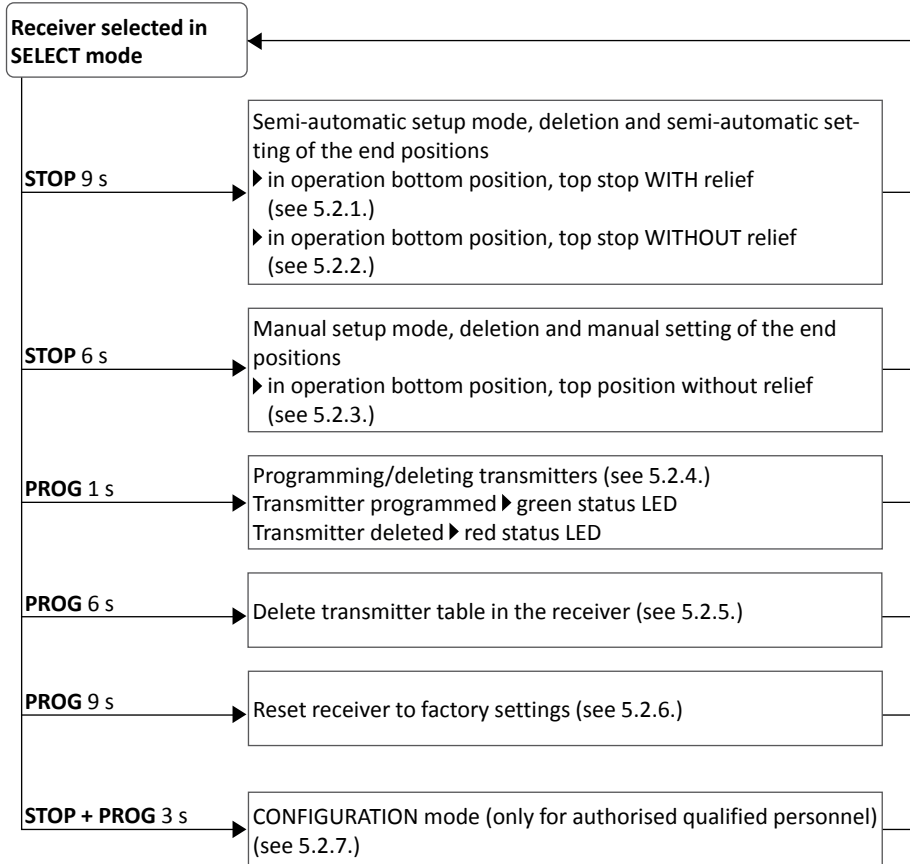 Receiver selected in
SELECT mode
STOP 9 s
Semi-automatic setup mode, deletion and semi-automatic set-
ting of the end positions
in operation bottom position, top stop WITH relief
(see 5.2.1.)
in operation bottom position, top stop WITHOUT relief
(see 5.2.2.)
STOP 6 s
Manual setup mode, deletion and manual setting of the end
positions
in operation bottom position, top position without relief
(see 5.2.3.)
PROG 1 s
Programming/deleting transmitters (see 5.2.4.)
Transmitter programmed green status LED
Transmitter deleted red status LED
PROG 6 s
Delete transmitter table in the receiver (see 5.2.5.)
PROG 9 s
Reset receiver to factory settings (see 5.2.6.)
STOP + PROG 3 s
CONFIGURATION mode (only for authorised qualified personnel)
(see 5.2.7.)